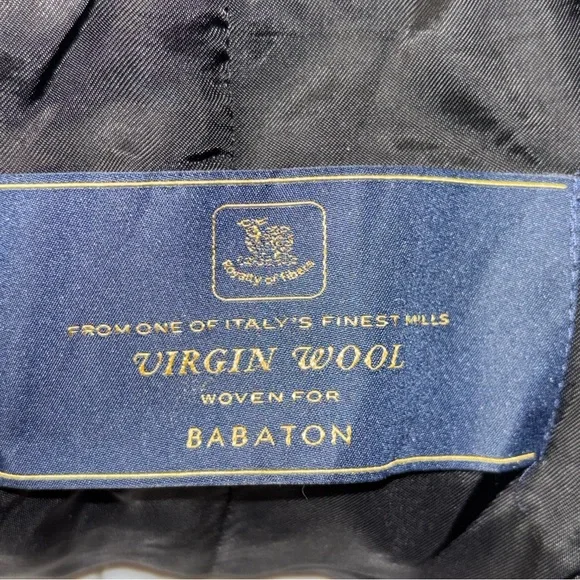 Royalty of Fibers
FROM ONE OF ITALY'S FINEST MILLS
VIRGIN WOOL
WOVEN FOR
BABATON